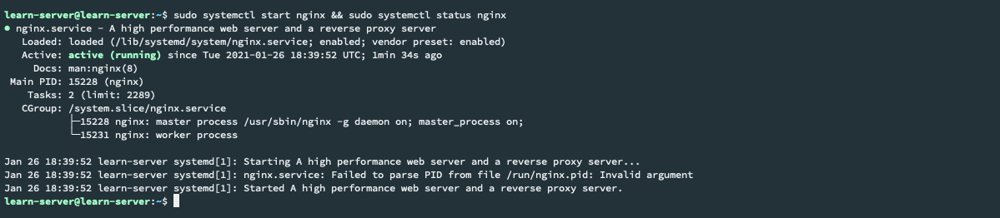 learn-server@learn-server:~$ sudo systemctl start nginx && sudo systemctl status nginx
● nginx.service - A high performance web server and a reverse proxy server
   Loaded: loaded (/lib/systemd/system/nginx.service; enabled; vendor preset: enabled)
   Active: active (running) since Tue 2021-01-26 18:39:52 UTC; 1min 34s ago
     Docs: man:nginx(8)
 Main PID: 15228 (nginx)
    Tasks: 2 (limit: 2289)
   CGroup: /system.slice/nginx.service
           ├─15228 nginx: master process /usr/sbin/nginx -g daemon on; master_process on;
           └─15231 nginx: worker process
Jan 26 18:39:52 learn-server systemd[1]: Starting A high performance web server and a reverse proxy server...
Jan 26 18:39:52 learn-server systemd[1]: nginx.service: Failed to parse PID from file /run/nginx.pid: Invalid argument
Jan 26 18:39:52 learn-server systemd[1]: Started A high performance web server and a reverse proxy server.
learn-server@learn-server:~$